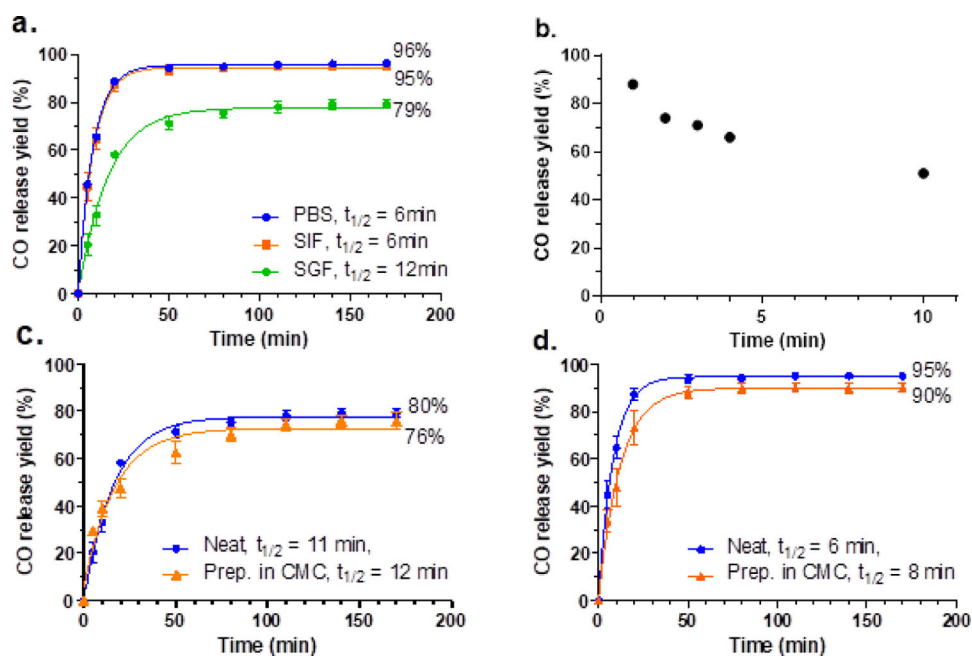 a.
CO release yield (%)
100
80
60
40
20
0
96%
95%
79%
PBS, t1/2 = 6min
SIF, t1/2 = 6min
SGF, t1/2 = 12min
0 50 100 150 200
Time (min)
b.
CO release yield (%)
100
80
60
40
20
0
0 5 10
Time (min)
c.
CO release yield (%)
100
80
60
40
20
0
80%
76%
Neat, t1/2 = 11 min,
Prep. in CMC, t1/2 = 12 min
0 50 100 150 200
Time (min)
d.
CO release yield (%)
100
80
60
40
20
0
95%
90%
Neat, t1/2 = 6 min,
Prep. in CMC, t1/2 = 8 min
0 50 100 150 200
Time (min)